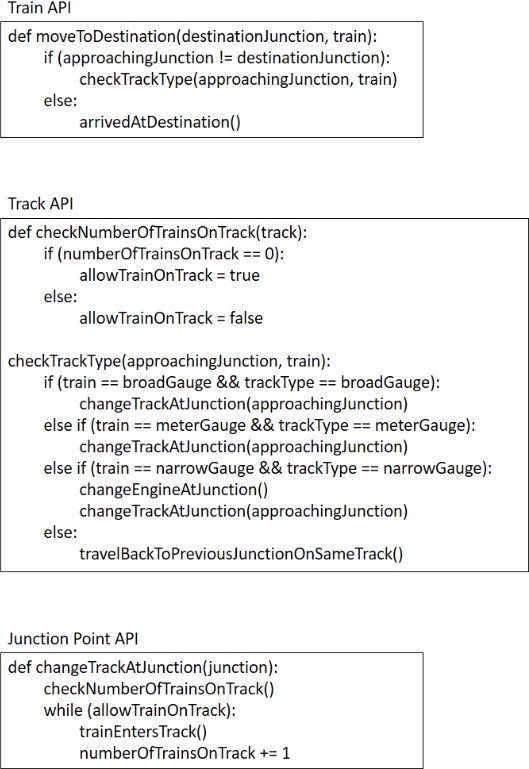 Train API
def moveToDestination(destinationJunction, train):
if (approachingJunction != destinationJunction):
checkTrackType(approachingJunction, train)
else:
arrivedAtDestination()
Track API
def checkNumberOfTrainsOnTrack(track):
if (numberOfTrainsOnTrack == 0):
allowTrainOnTrack = true
else:
allowTrainOnTrack = false
checkTrackType(approachingJunction, train):
if (train == broadGauge && trackType == broadGauge):
changeTrackAtJunction(approachingJunction)
else if (train == meterGauge && trackType == meterGauge):
changeTrackAtJunction(approachingJunction)
else if (train == narrowGauge && trackType == narrowGauge):
changeEngineAtJunction()
changeTrackAtJunction(approachingJunction)
else:
travelBackToPreviousJunctionOnSameTrack()
Junction Point API
def changeTrackAtJunction(junction):
checkNumberOfTrainsOnTrack()
while (allowTrainOnTrack):
trainEntersTrack()
numberOfTrainsOnTrack += 1